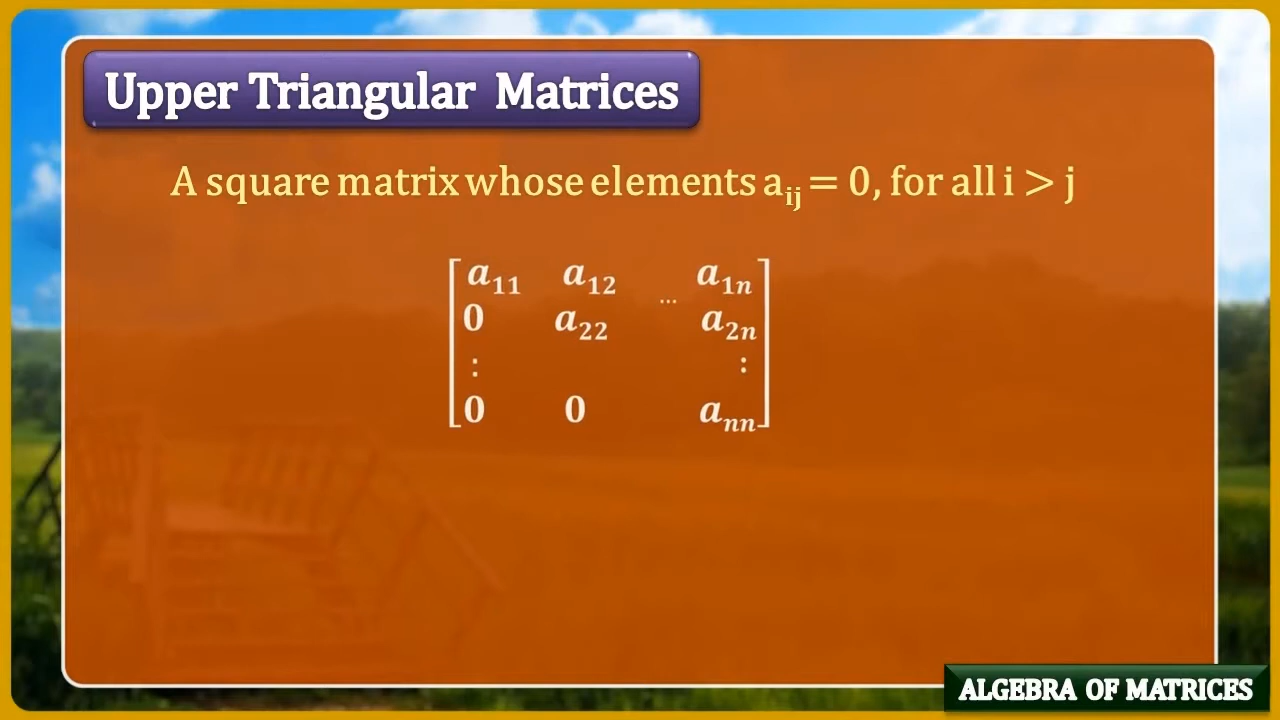 Upper Triangular Matrices
A square matrix whose elements aᵢⱼ = 0, for all i > j
a₁₁ a₁₂ ... a₁ₙ
0 a₂₂ a₂ₙ
: :
0 0 aₙₙ
ALGEBRA OF MATRICES